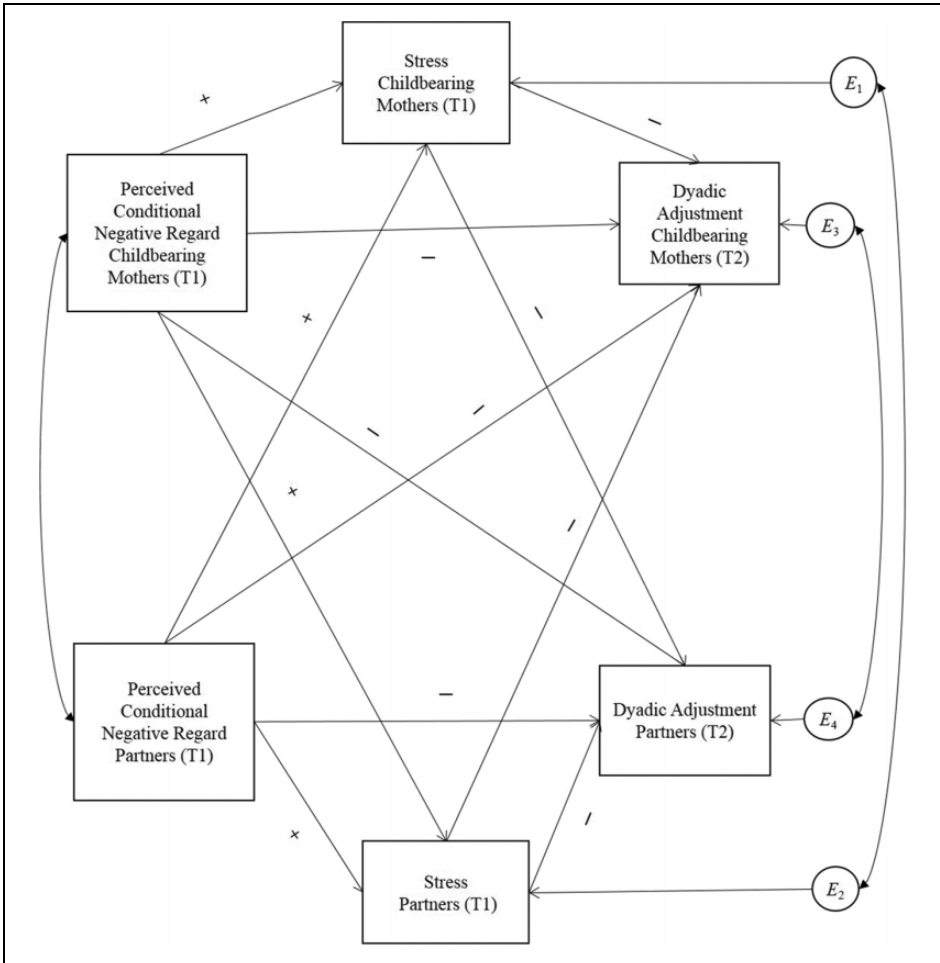 Stress
Childbearing
Mothers (T1)
E1
+
−
Perceived
Conditional
Negative Regard
Childbearing
Mothers (T1)
Dyadic
Adjustment
Childbearing
Mothers (T2)
E3
−
+
−
−
−
+
−
Perceived
Conditional
Negative Regard
Partners (T1)
−
Dyadic Adjustment
Partners (T2)
E4
+
−
Stress
Partners (T1)
E2